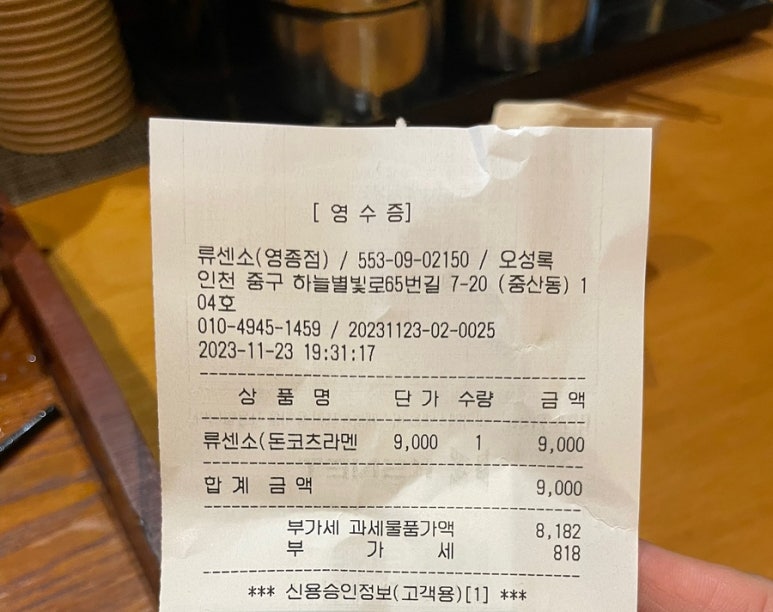 [ 영 수 증]
류센소(영종점) / 553-09-02150 / 오성록
인천 중구 하늘별빛로65번길 7-20 (중산동) 1
04호
010-4945-1459 / 20231123-02-0025
2023-11-23 19:31:17
상 품 명 단 가 수량 금 액
류센소(돈코츠라멘 9,000 1 9,000
합 계 금 액 9,000
부가세 과세물품가액 8,182
부 가 세 818
*** 신용승인정보(고객용)[1] ***